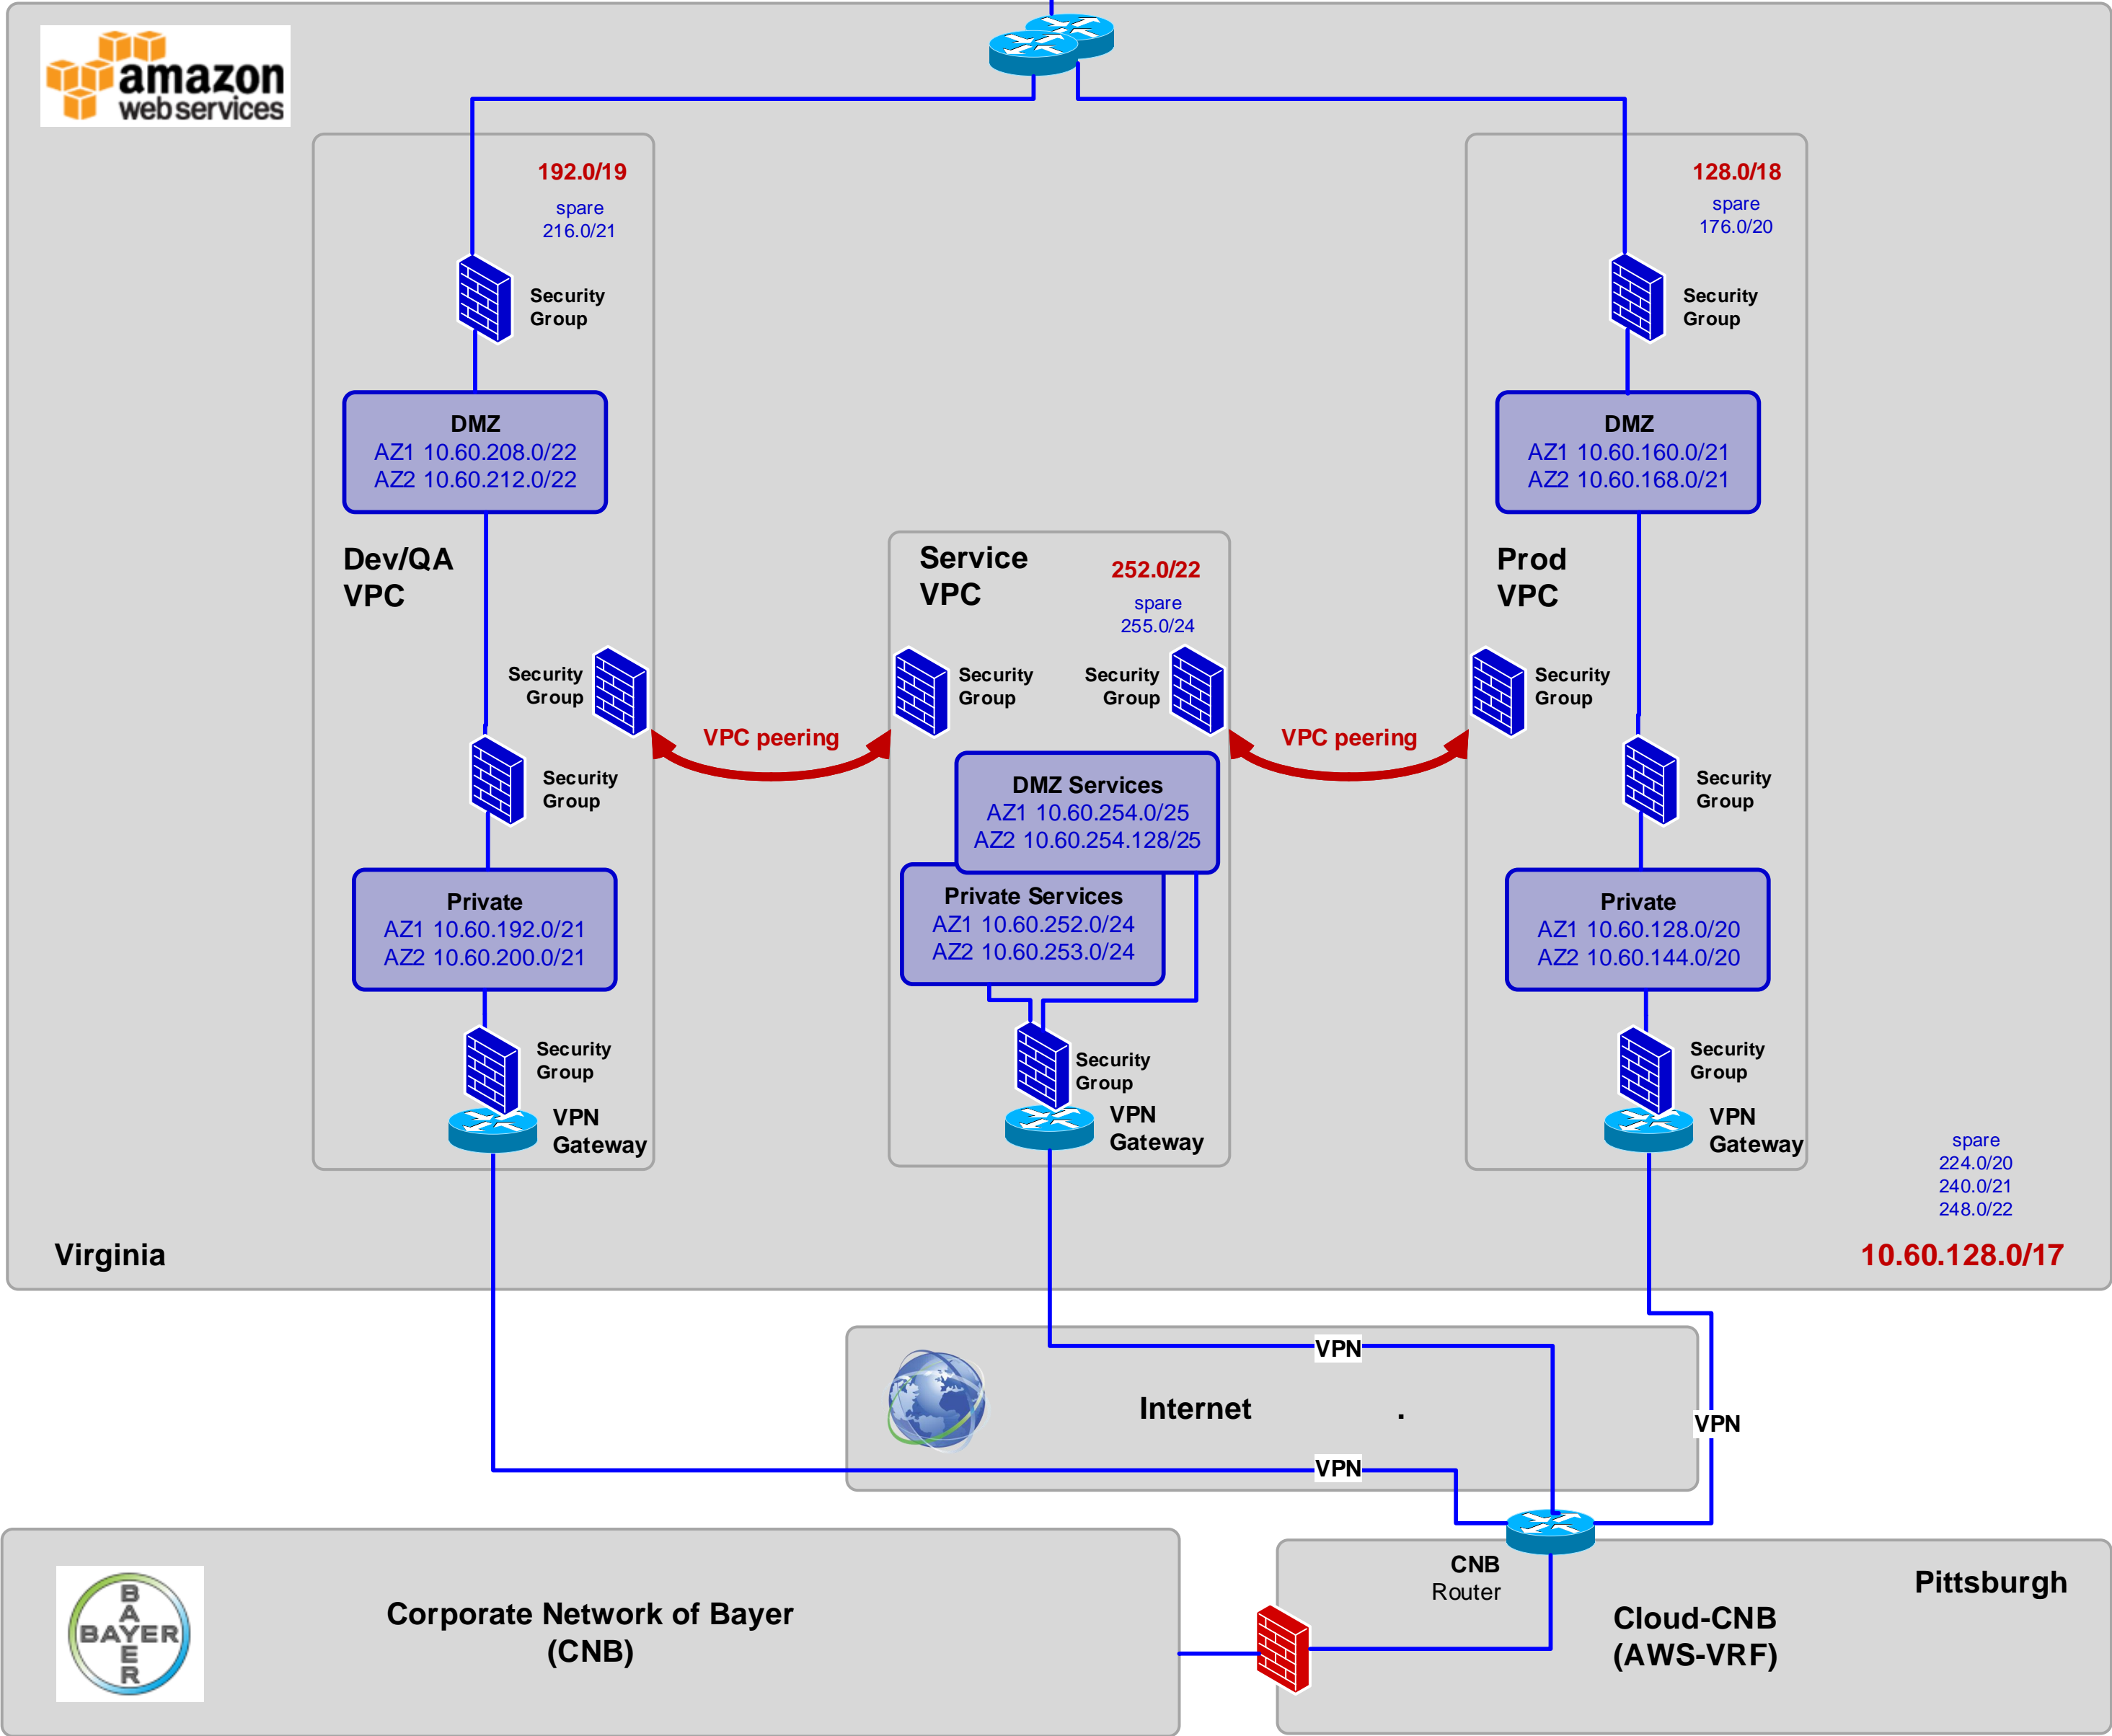 amazon
webservices
192.0/19
spare
216.0/21
Security
Group
DMZ
AZ1 10.60.208.0/22
AZ2 10.60.212.0/22
Dev/QA
VPC
Security
Group
Security
Group
Private
AZ1 10.60.192.0/21
AZ2 10.60.200.0/21
Security
Group
VPN
Gateway
VPC peering
Service
VPC
252.0/22
spare
255.0/24
Security
Group
Security
Group
DMZ Services
AZ1 10.60.254.0/25
AZ2 10.60.254.128/25
Private Services
AZ1 10.60.252.0/24
AZ2 10.60.253.0/24
Security
Group
VPN
Gateway
VPC peering
128.0/18
spare
176.0/20
Security
Group
DMZ
AZ1 10.60.160.0/21
AZ2 10.60.168.0/21
Prod
VPC
Security
Group
Security
Group
Private
AZ1 10.60.128.0/20
AZ2 10.60.144.0/20
Security
Group
VPN
Gateway
spare
224.0/20
240.0/21
248.0/22
Virginia
10.60.128.0/17
VPN
Internet .
VPN
VPN
BAYER
BAYER
Corporate Network of Bayer
(CNB)
CNB
Router
Pittsburgh
Cloud-CNB
(AWS-VRF)